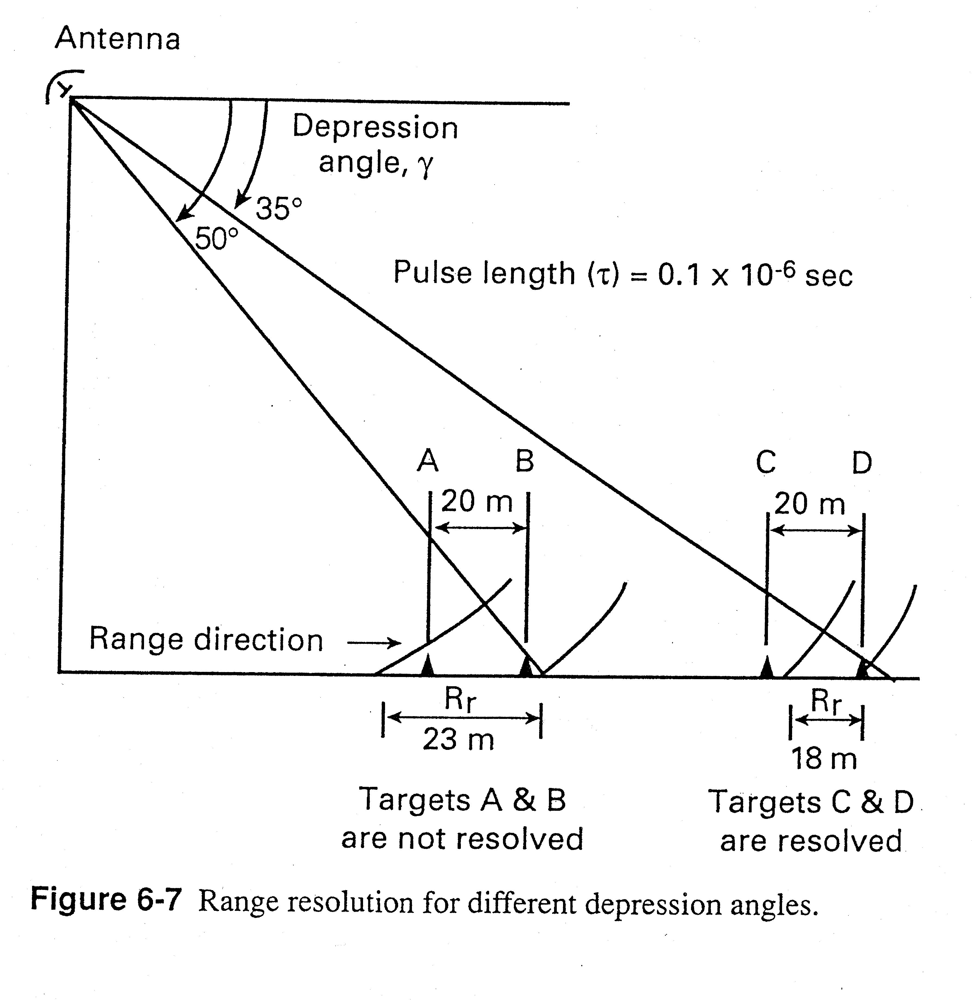 Antenna
Depression
angle, γ
35°
50°
Pulse length (τ) = 0.1 x 10-6 sec
A B C D
20 m 20 m
Range direction
Rr Rr
23 m 18 m
Targets A & B Targets C & D
are not resolved are resolved
Figure 6-7 Range resolution for different depression angles.